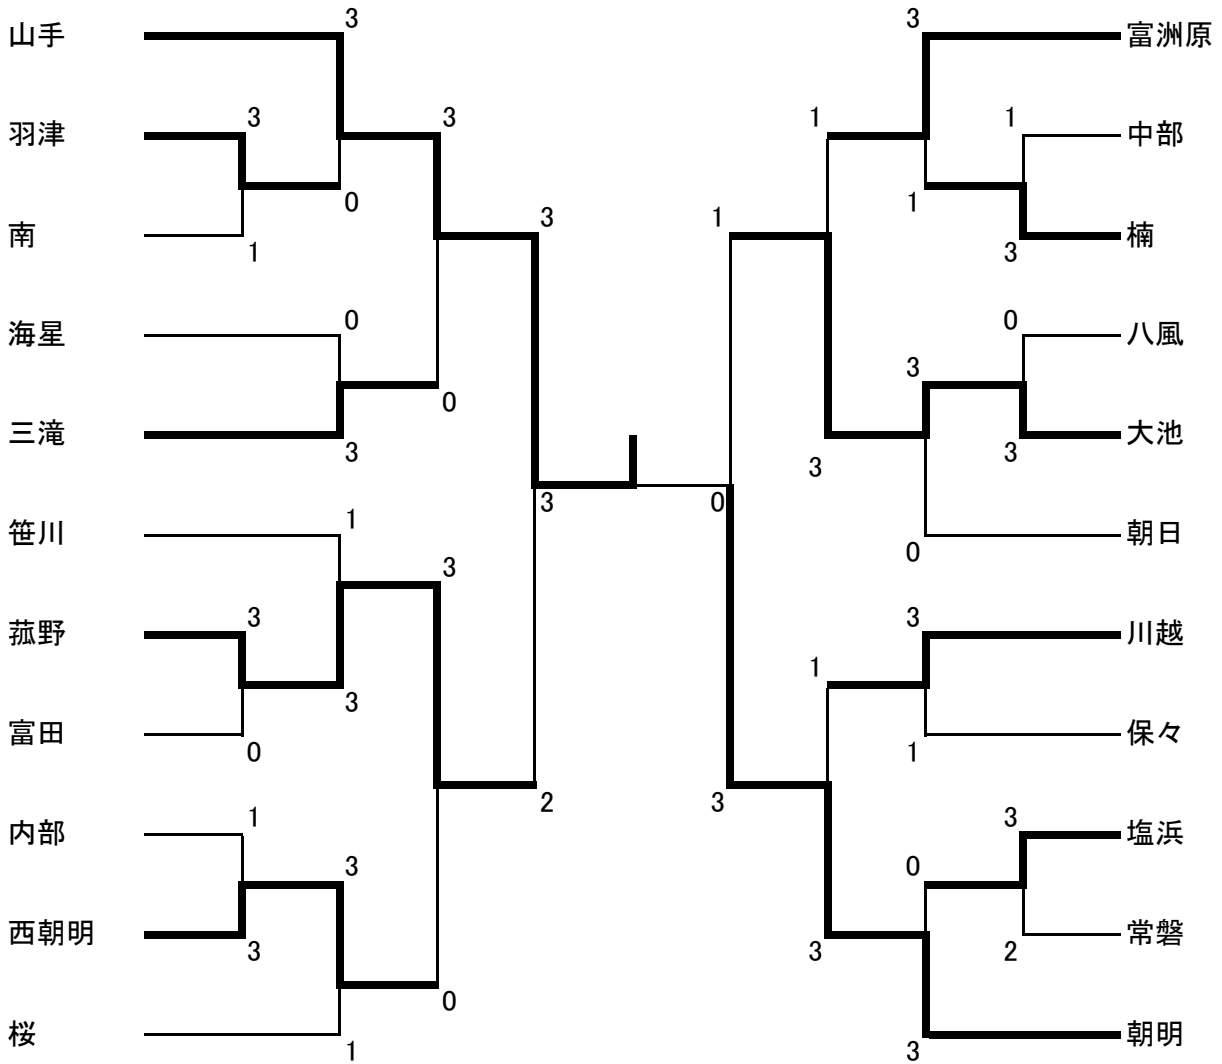 3 3
山手 富洲原
3 3 1 1
羽津 中部
0 1
南 3 1 楠
1 3
0 0
海星 八風
3
0
三滝 大池
3 3 3
3 0
1
笹川 朝日
3 0
3 3
菰野 川越
1
3
富田 保々
0 1
2 3
1 3
内部 塩浜
3 0
西朝明 常磐
3 3 2
0
桜 朝明
1 3